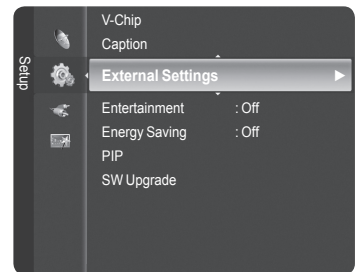 Setup
V-Chip
Caption
External Settings
Entertainment : Off
Energy Saving : Off
PIP
SW Upgrade